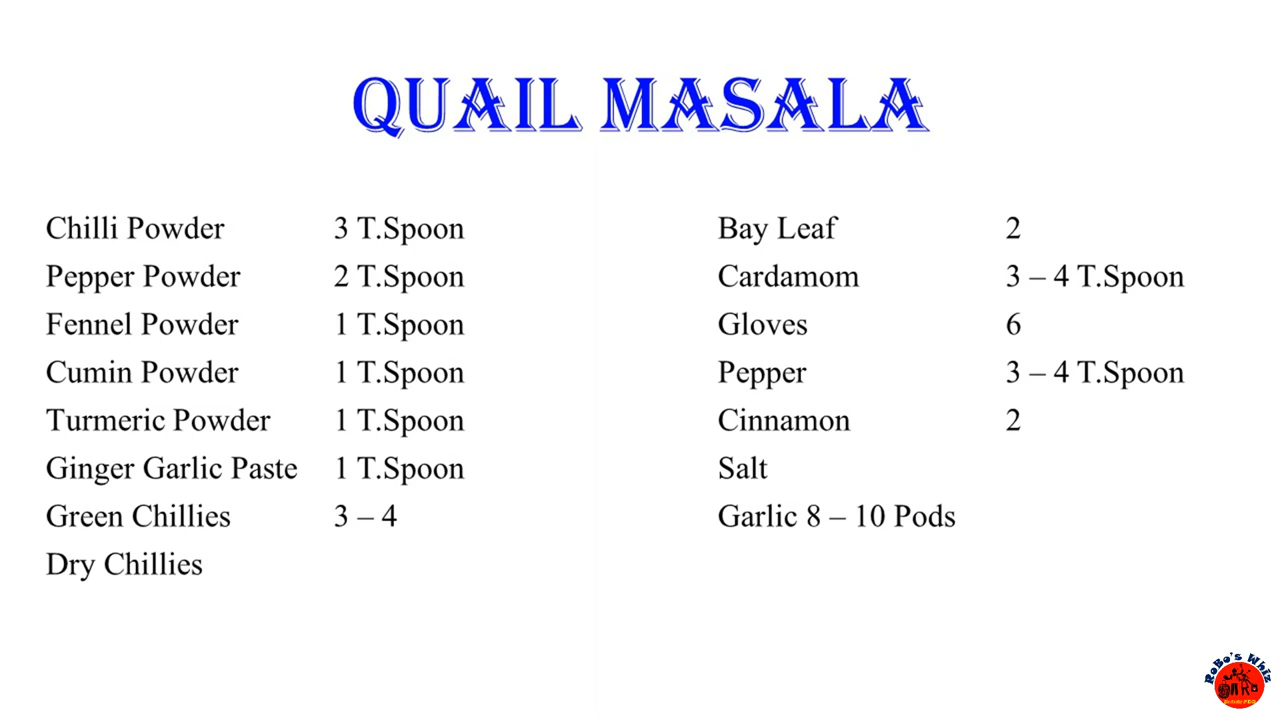 QUAIL MASALA
Chilli Powder 3 T.Spoon
Pepper Powder 2 T.Spoon
Fennel Powder 1 T.Spoon
Cumin Powder 1 T.Spoon
Turmeric Powder 1 T.Spoon
Ginger Garlic Paste 1 T.Spoon
Green Chillies 3 – 4
Dry Chillies
Bay Leaf 2
Cardamom 3 – 4 T.Spoon
Gloves 6
Pepper 3 – 4 T.Spoon
Cinnamon 2
Salt
Garlic 8 – 10 Pods
RoBo's Whiz